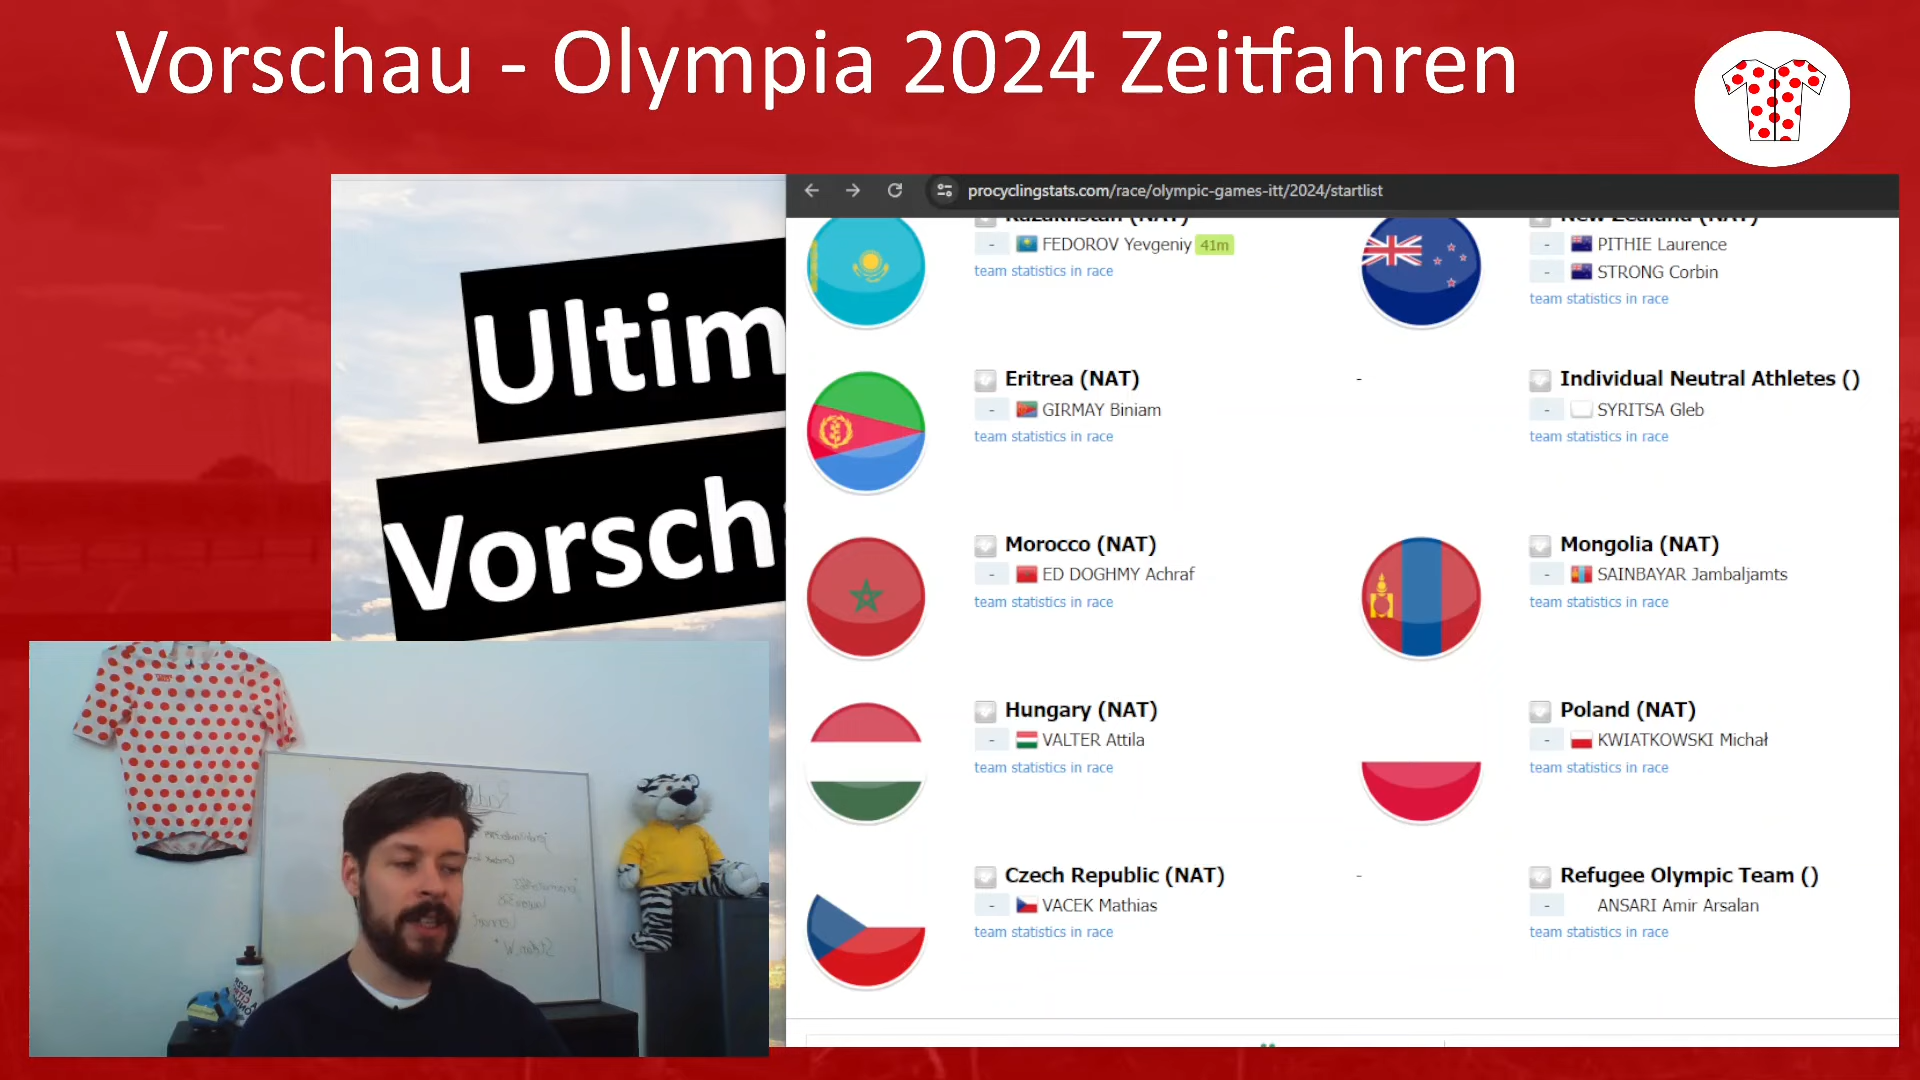 Vorschau - Olympia 2024 Zeitfahren
procyclingstats.com/race/olympic-games-itt/2024/startlist
Ultim
Vorsch
Kazakhstan (NAT)
- FEDOROV Yevgeniy 41m
team statistics in race
New Zealand (NAT)
- PITHIE Laurence
- STRONG Corbin
team statistics in race
Eritrea (NAT)
- GIRMAY Biniam
team statistics in race
-
Individual Neutral Athletes ()
- SYRITSA Gleb
team statistics in race
Morocco (NAT)
- ED DOGHMY Achraf
team statistics in race
Mongolia (NAT)
- SAINBAYAR Jambaljamts
team statistics in race
Hungary (NAT)
- VALTER Attila
team statistics in race
Poland (NAT)
- KWIATKOWSKI Michał
team statistics in race
Czech Republic (NAT)
- VACEK Mathias
team statistics in race
-
Refugee Olympic Team ()
- ANSARI Amir Arsalan
team statistics in race